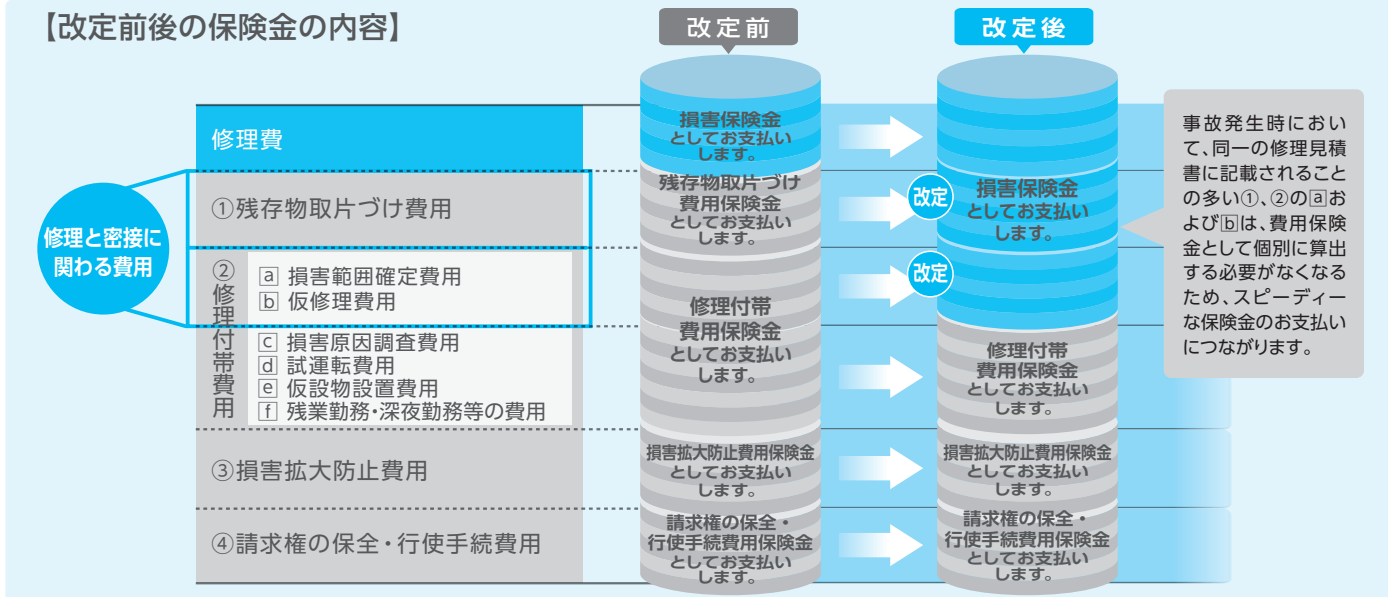 【改定前後の保険金の内容】
改定前
改定後
修理費
①残存物取片づけ費用
修理と密接に
関わる費用
②修理付帯費用
a 損害範囲確定費用
b 仮修理費用
c 損害原因調査費用
d 試運転費用
e 仮設物設置費用
f 残業勤務・深夜勤務等の費用
③損害拡大防止費用
④請求権の保全・行使手続費用
損害保険金
としてお支払い
します。
残存物取片づけ
費用保険金
としてお支払い
します。
修理付帯
費用保険金
としてお支払い
します。
損害拡大防止費用保険金
としてお支払い
します。
請求権の保全・
行使手続費用保険金
としてお支払い
します。
改定
改定
損害保険金
としてお支払い
します。
修理付帯
費用保険金
としてお支払い
します。
損害拡大防止費用保険金
としてお支払い
します。
請求権の保全・
行使手続費用保険金
としてお支払い
します。
事故発生時におい
て、同一の修理見積
書に記載されること
の多い①、②のaお
よびbは、費用保険
金として個別に算出
する必要がなくなる
ため、スピーディー
な保険金のお支払い
につながります。